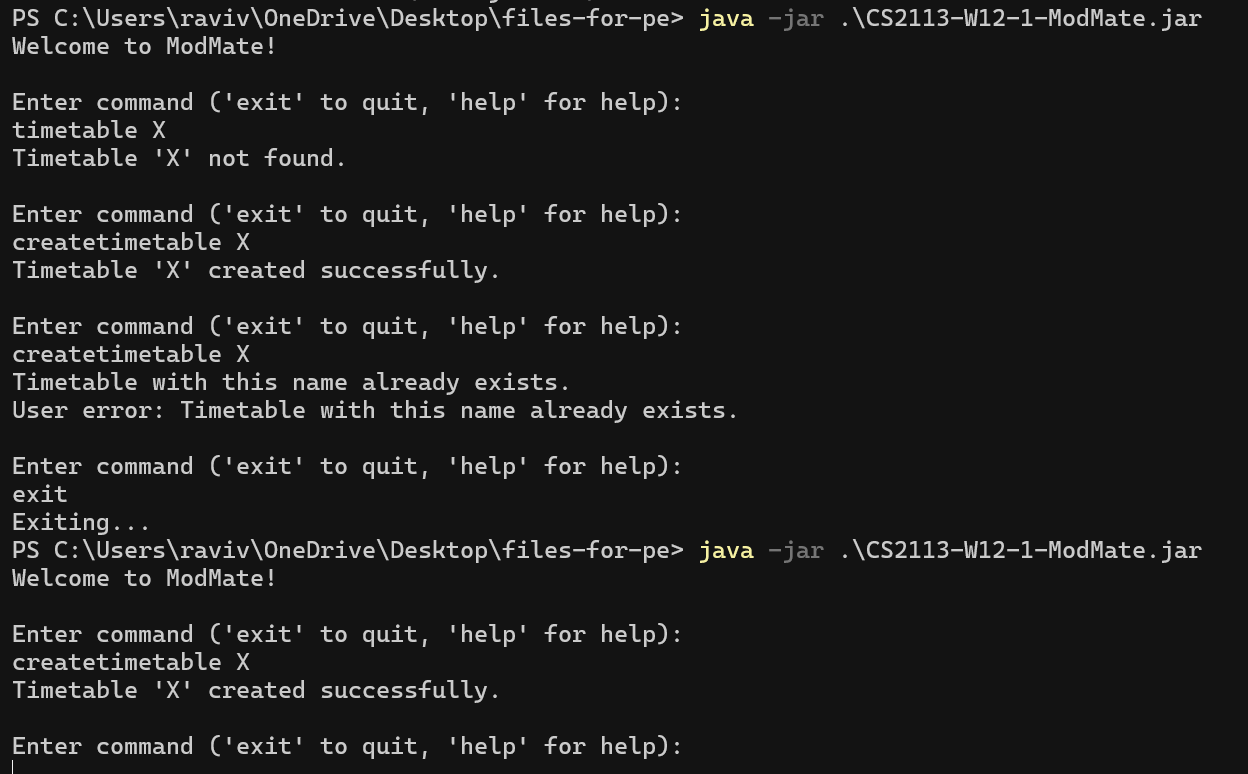 PS C:\Users\raviv\OneDrive\Desktop\files-for-pe> java -jar .\CS2113-W12-1-ModMate.jar
Welcome to ModMate!
Enter command ('exit' to quit, 'help' for help):
timetable X
Timetable 'X' not found.
Enter command ('exit' to quit, 'help' for help):
createtimetable X
Timetable 'X' created successfully.
Enter command ('exit' to quit, 'help' for help):
createtimetable X
Timetable with this name already exists.
User error: Timetable with this name already exists.
Enter command ('exit' to quit, 'help' for help):
exit
Exiting...
PS C:\Users\raviv\OneDrive\Desktop\files-for-pe> java -jar .\CS2113-W12-1-ModMate.jar
Welcome to ModMate!
Enter command ('exit' to quit, 'help' for help):
createtimetable X
Timetable 'X' created successfully.
Enter command ('exit' to quit, 'help' for help):